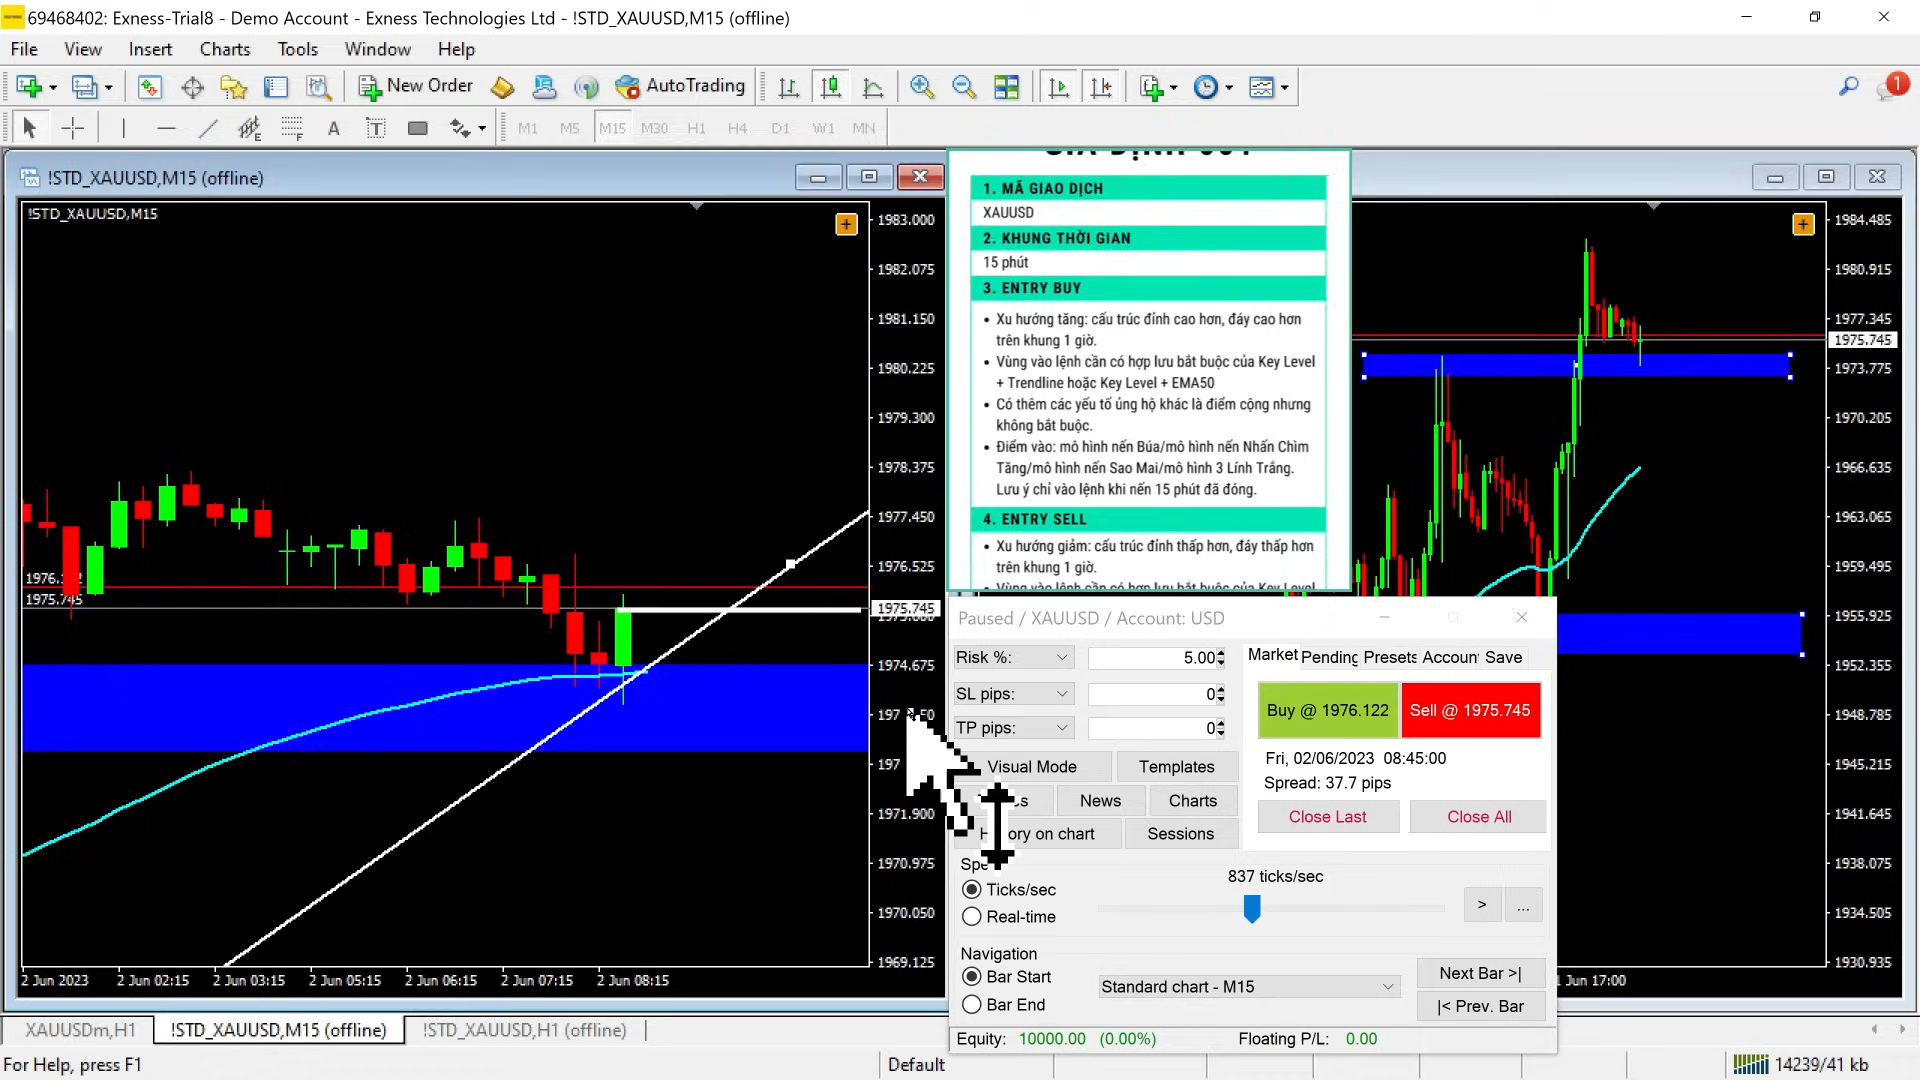 69468402: Exness-Trial8 - Demo Account - Exness Technologies Ltd - !STD_XAUUSD,M15 (offline)
File View Insert Charts Tools Window Help
New Order AutoTrading 1
A T M1 M5 M15 M30 H1 H4 D1 W1 MN
!STD_XAUUSD,M15 (offline)
!STD_XAUUSD,M15
1983.000
1982.075
1981.150
1980.225
1979.300
1978.375
1977.450
1976.525
1975.745
1974.675
1971.900
1970.975
1970.050
1969.125
1975.745
2 Jun 2023 2 Jun 02:15 2 Jun 03:15 2 Jun 05:15 2 Jun 06:15 2 Jun 07:15 2 Jun 08:15
1. MÃ GIAO DỊCH
XAUUSD
2. KHUNG THỜI GIAN
15 phút
3. ENTRY BUY
• Xu hướng tăng: cấu trúc đỉnh cao hơn, đáy cao hơn
trên khung 1 giờ.
• Vùng vào lệnh cần có hợp lưu bắt buộc của Key Level
+ Trendline hoặc Key Level + EMA50
• Có thêm các yếu tố ủng hộ khác là điểm cộng nhưng
không bắt buộc.
• Điểm vào: mô hình nến Búa/mô hình nến Nhấn Chìm
Tăng/mô hình nến Sao Mai/mô hình 3 Lính Trắng.
Lưu ý chỉ vào lệnh khi nến 15 phút đã đóng.
4. ENTRY SELL
• Xu hướng giảm: cấu trúc đỉnh thấp hơn, đáy thấp hơn
trên khung 1 giờ.
1984.485
1980.915
1977.345
1975.745
1973.775
1970.205
1966.635
1963.065
1959.495
1955.925
1952.355
1948.785
1945.215
1941.645
1938.075
1934.505
1930.935
Jun 17:00
Paused / XAUUSD / Account: USD
Risk %: 5.00
SL pips: 0
TP pips: 0
Market Pending Presets Accoun Save
Buy @ 1976.122 Sell @ 1975.745
Fri, 02/06/2023 08:45:00
Spread: 37.7 pips
Close Last Close All
Visual Mode Templates
News Charts
on chart Sessions
837 ticks/sec
Ticks/sec
Real-time
> ...
Navigation
Bar Start
Bar End
Standard chart - M15
Next Bar >|
|< Prev. Bar
Equity: 10000.00 (0.00%) Floating P/L: 0.00
XAUUSDm,H1 !STD_XAUUSD,M15 (offline) !STD_XAUUSD,H1 (offline)
For Help, press F1 Default 14239/41 kb